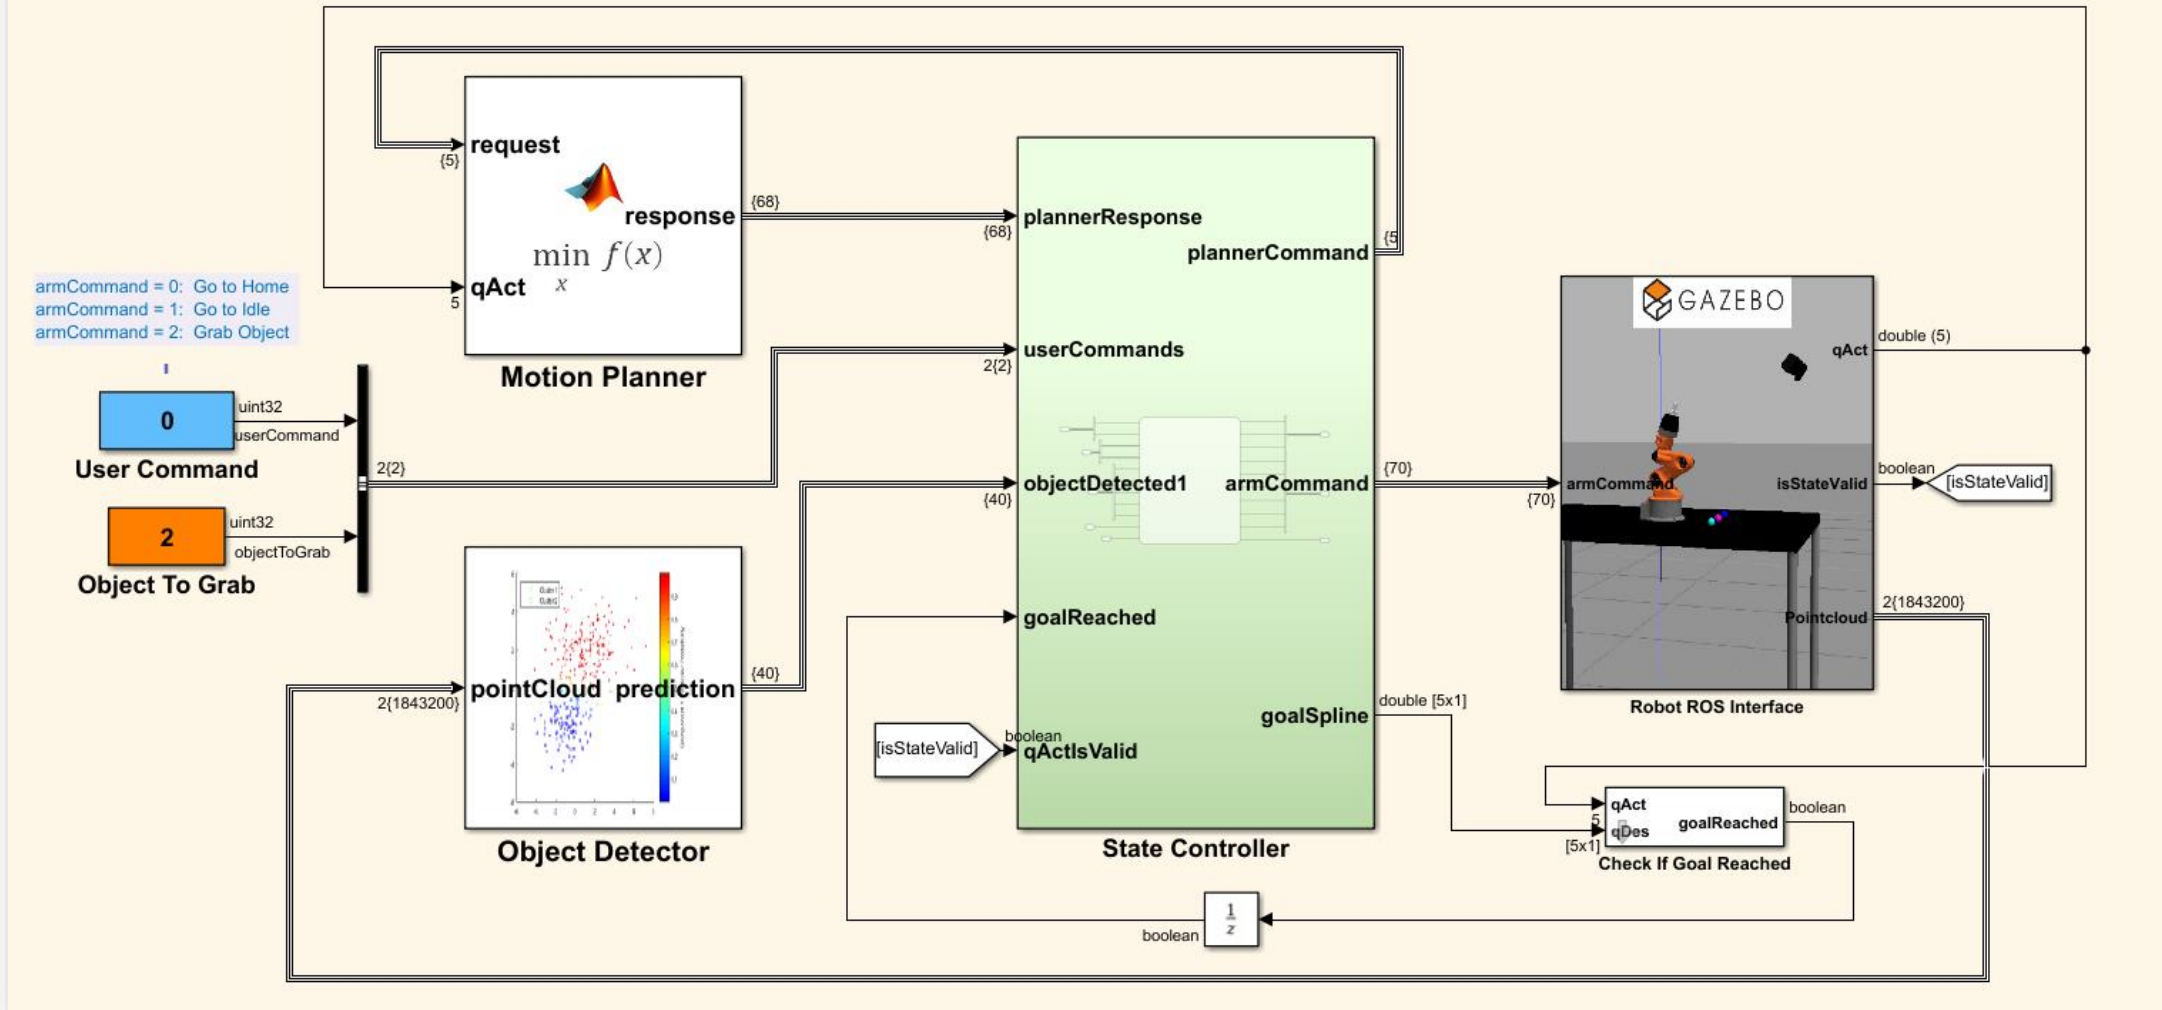 request
{5}
response
{68}
min f(x)
x
qAct
5
Motion Planner
{68}
plannerResponse
plannerCommand
{5
armCommand = 0: Go to Home
armCommand = 1: Go to Idle
armCommand = 2: Grab Object
0
uint32
userCommand
User Command
2
uint32
objectToGrab
Object To Grab
2{2}
userCommands
2{2}
objectDetected1
{40}
armCommand
{70}
goalReached
goalSpline
double [5x1]
[isStateValid]
boolean
qActIsValid
State Controller
pointCloud
2{1843200}
prediction
{40}
Object Detector
GAZEBO
armCommand
{70}
qAct
double (5)
isStateValid
boolean
[isStateValid]
Pointcloud
2{1843200}
Robot ROS Interface
qAct
5
qDes
[5x1]
goalReached
boolean
Check If Goal Reached
1
z
boolean